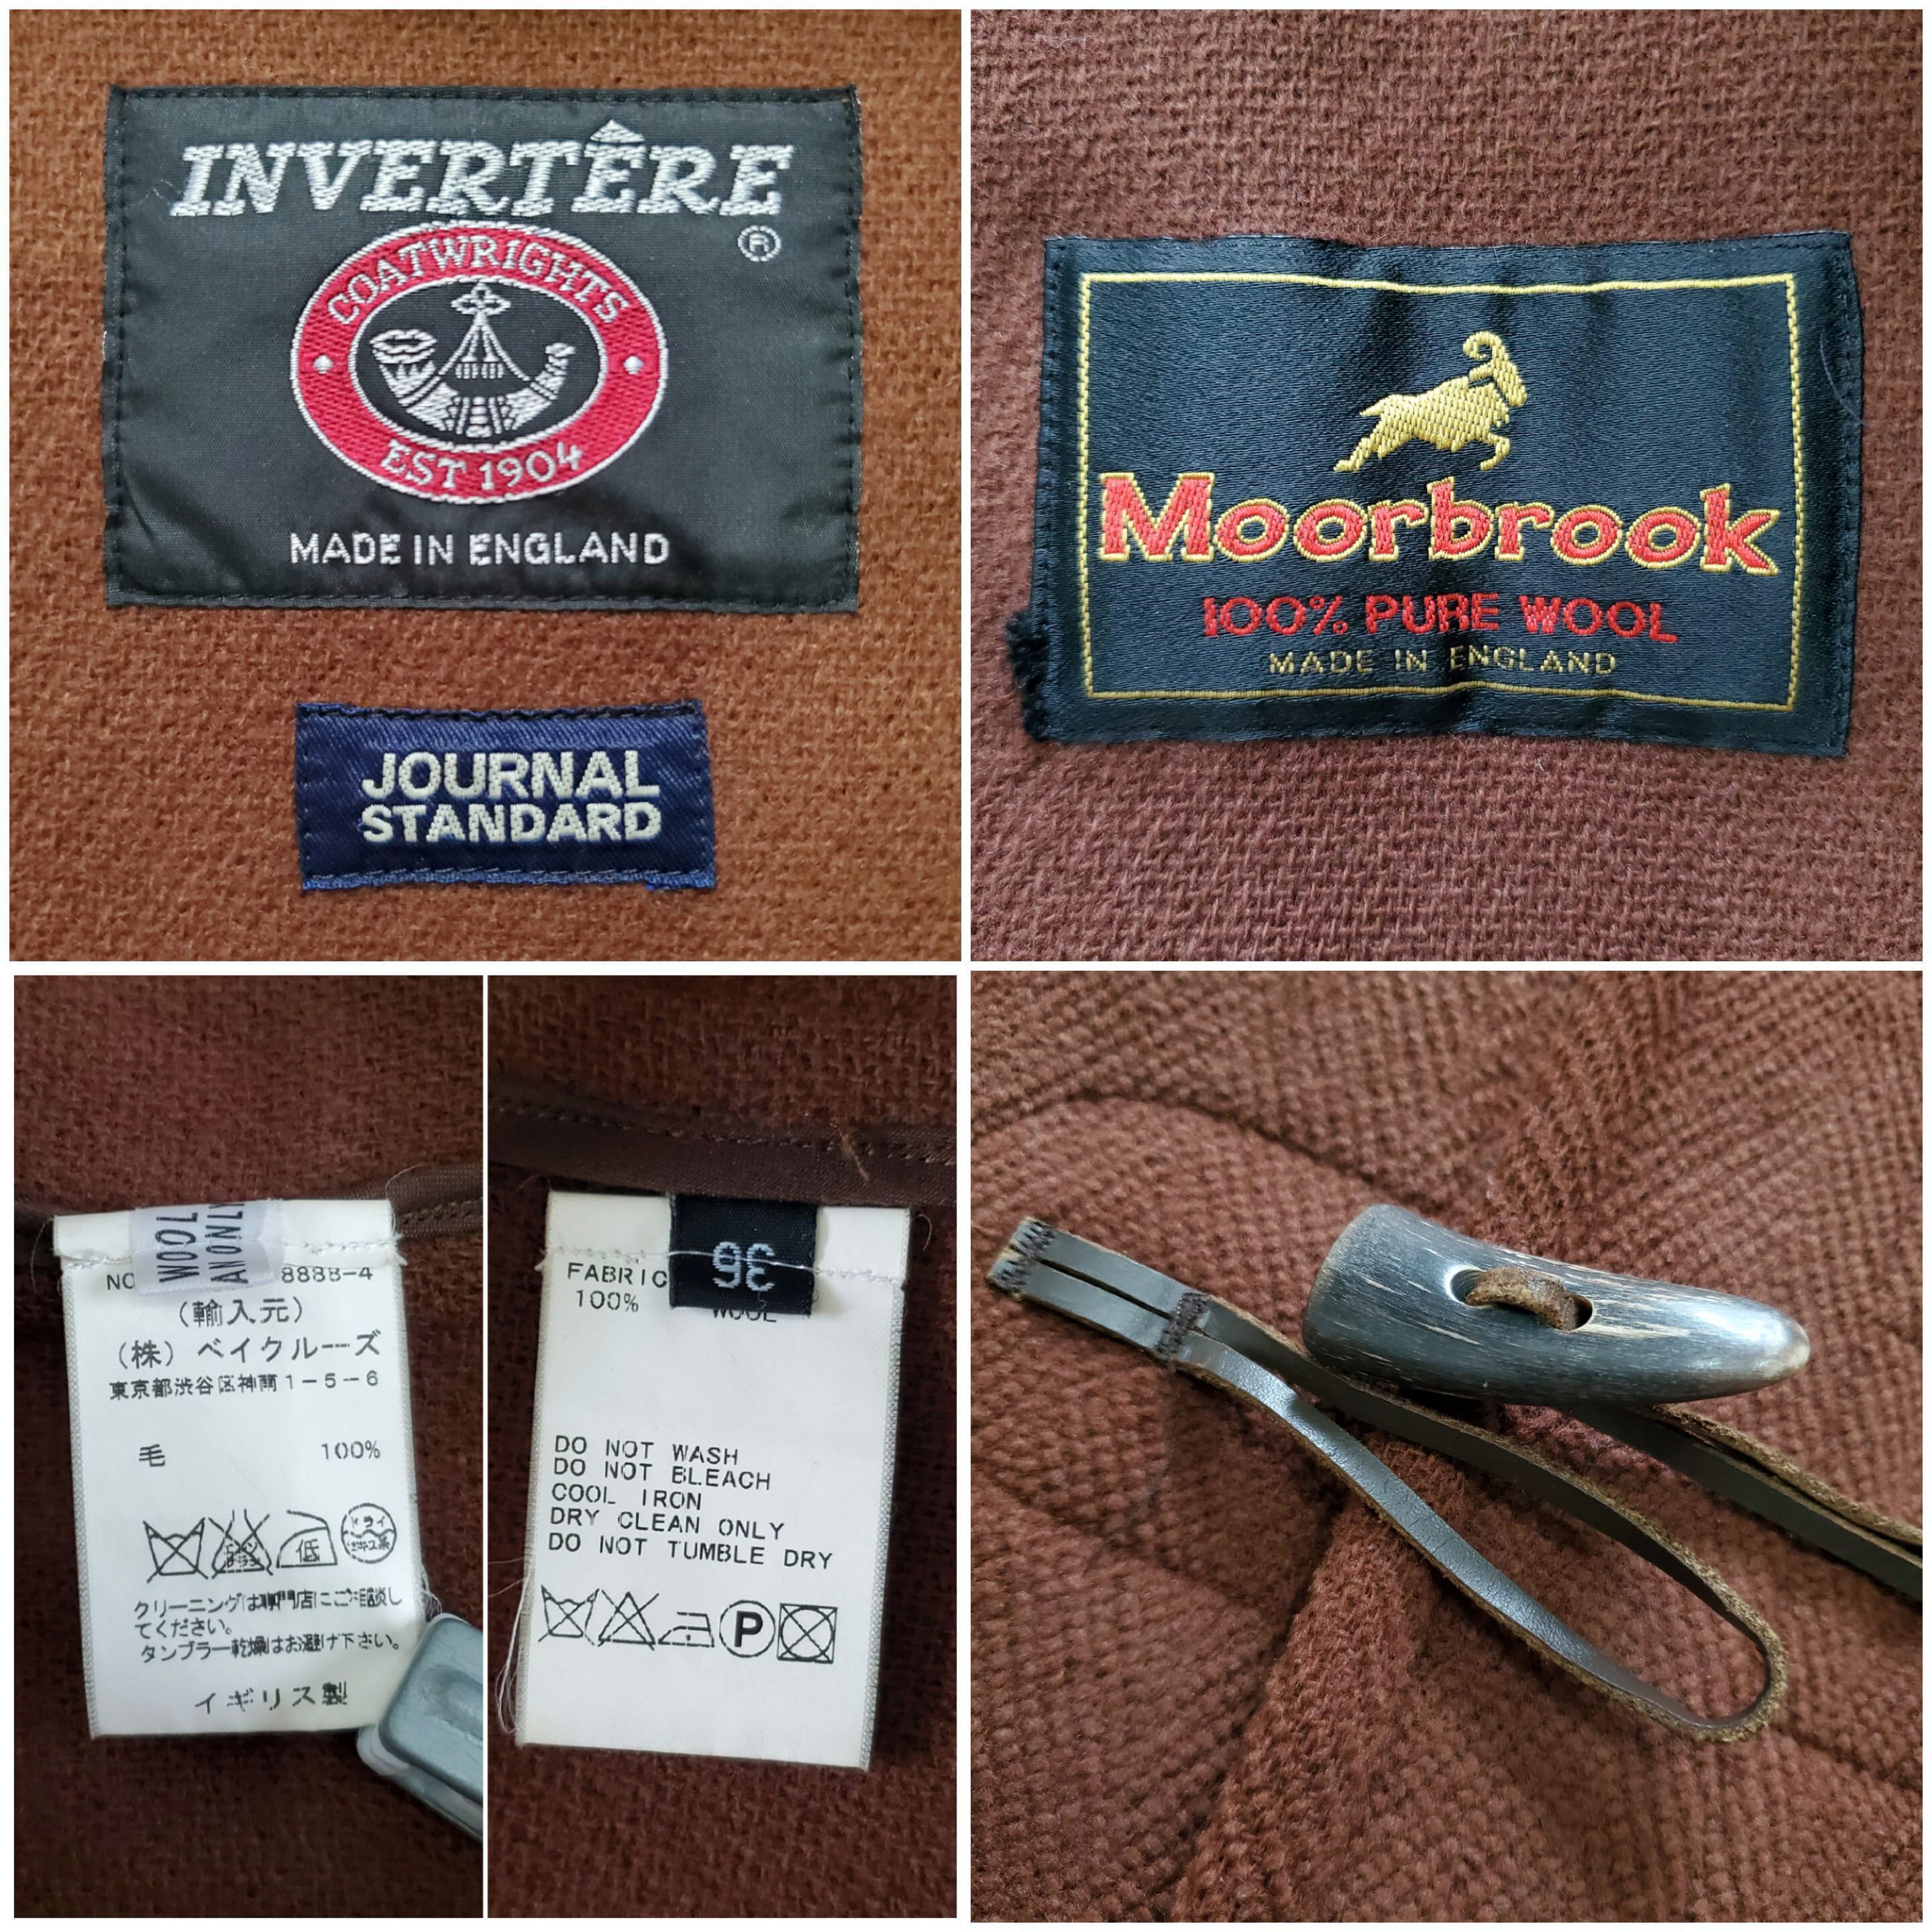 INVERTÊRE
®
COATWRIGHTS
EST 1904
MADE IN ENGLAND
JOURNAL
STANDARD
Moorbrook
100% PURE WOOL
MADE IN ENGLAND
WOOL
8888-4
(輸入元)
(株) ベイクルーズ
東京都渋谷区神南1-5-6
毛 100%
低
ドライ
クリーニングは専門店にご相談し
てください。
タンブラー乾燥はお避け下さい。
イギリス製
36
FABRIC
100% WOOL
DO NOT WASH
DO NOT BLEACH
COOL IRON
DRY CLEAN ONLY
DO NOT TUMBLE DRY
P